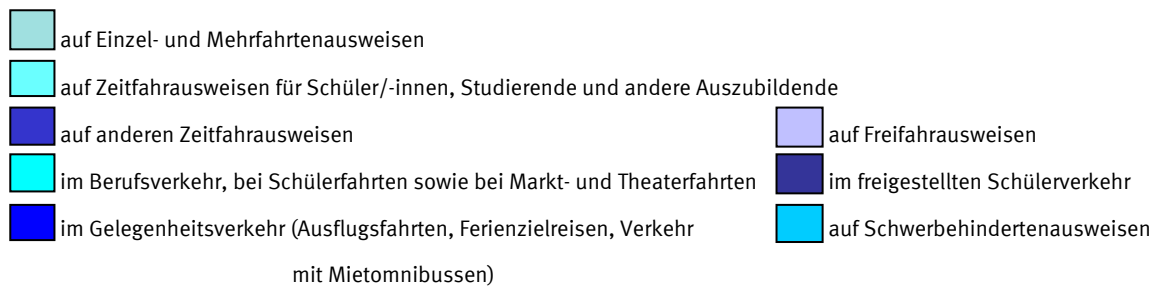 auf Einzel- und Mehrfahrtenausweisen
auf Zeitfahrausweisen für Schüler/-innen, Studierende und andere Auszubildende
auf anderen Zeitfahrausweisen
auf Freifahrausweisen
im Berufsverkehr, bei Schülerfahrten sowie bei Markt- und Theaterfahrten
im freigestellten Schülerverkehr
im Gelegenheitsverkehr (Ausflugsfahrten, Ferienzielreisen, Verkehr
mit Mietomnibussen)
auf Schwerbehindertenausweisen